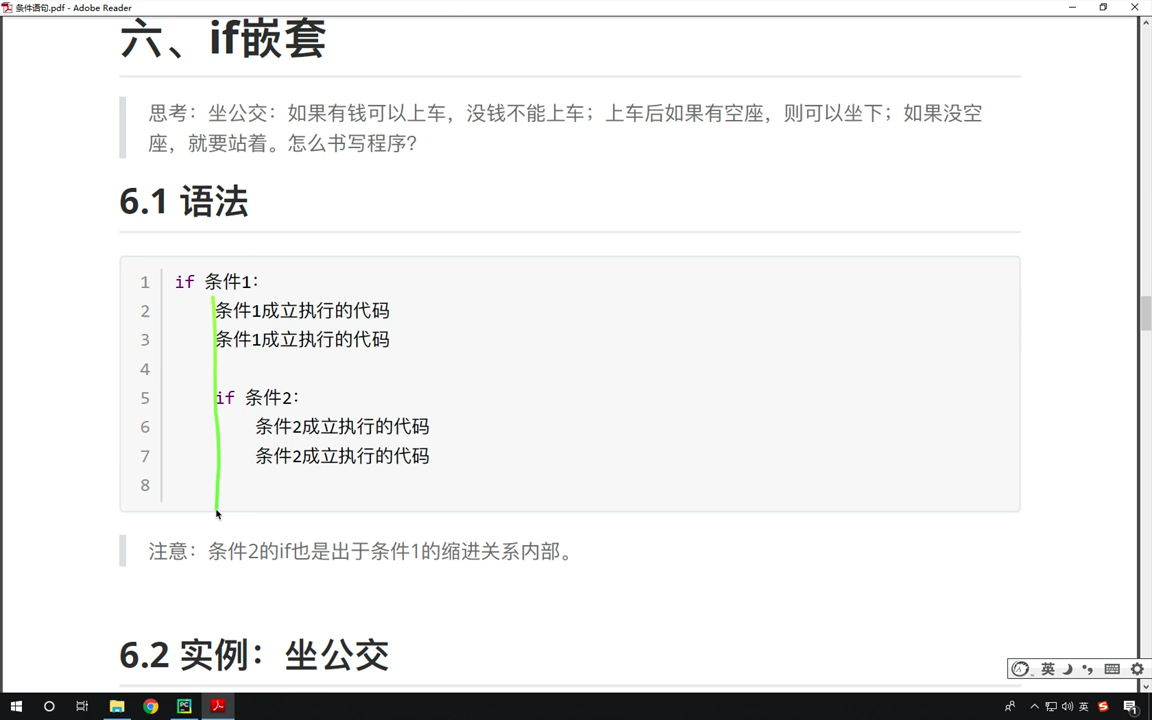 条件语句.pdf - Adobe Reader
六、if嵌套
思考：坐公交：如果有钱可以上车，没钱不能上车；上车后如果有空座，则可以坐下；如果没空
座，就要站着。怎么书写程序？
6.1 语法
1 if 条件1：
2 条件1成立执行的代码
3 条件1成立执行的代码
4
5 if 条件2：
6 条件2成立执行的代码
7 条件2成立执行的代码
8
注意：条件2的if也是出于条件1的缩进关系内部。
6.2 实例：坐公交
英
英